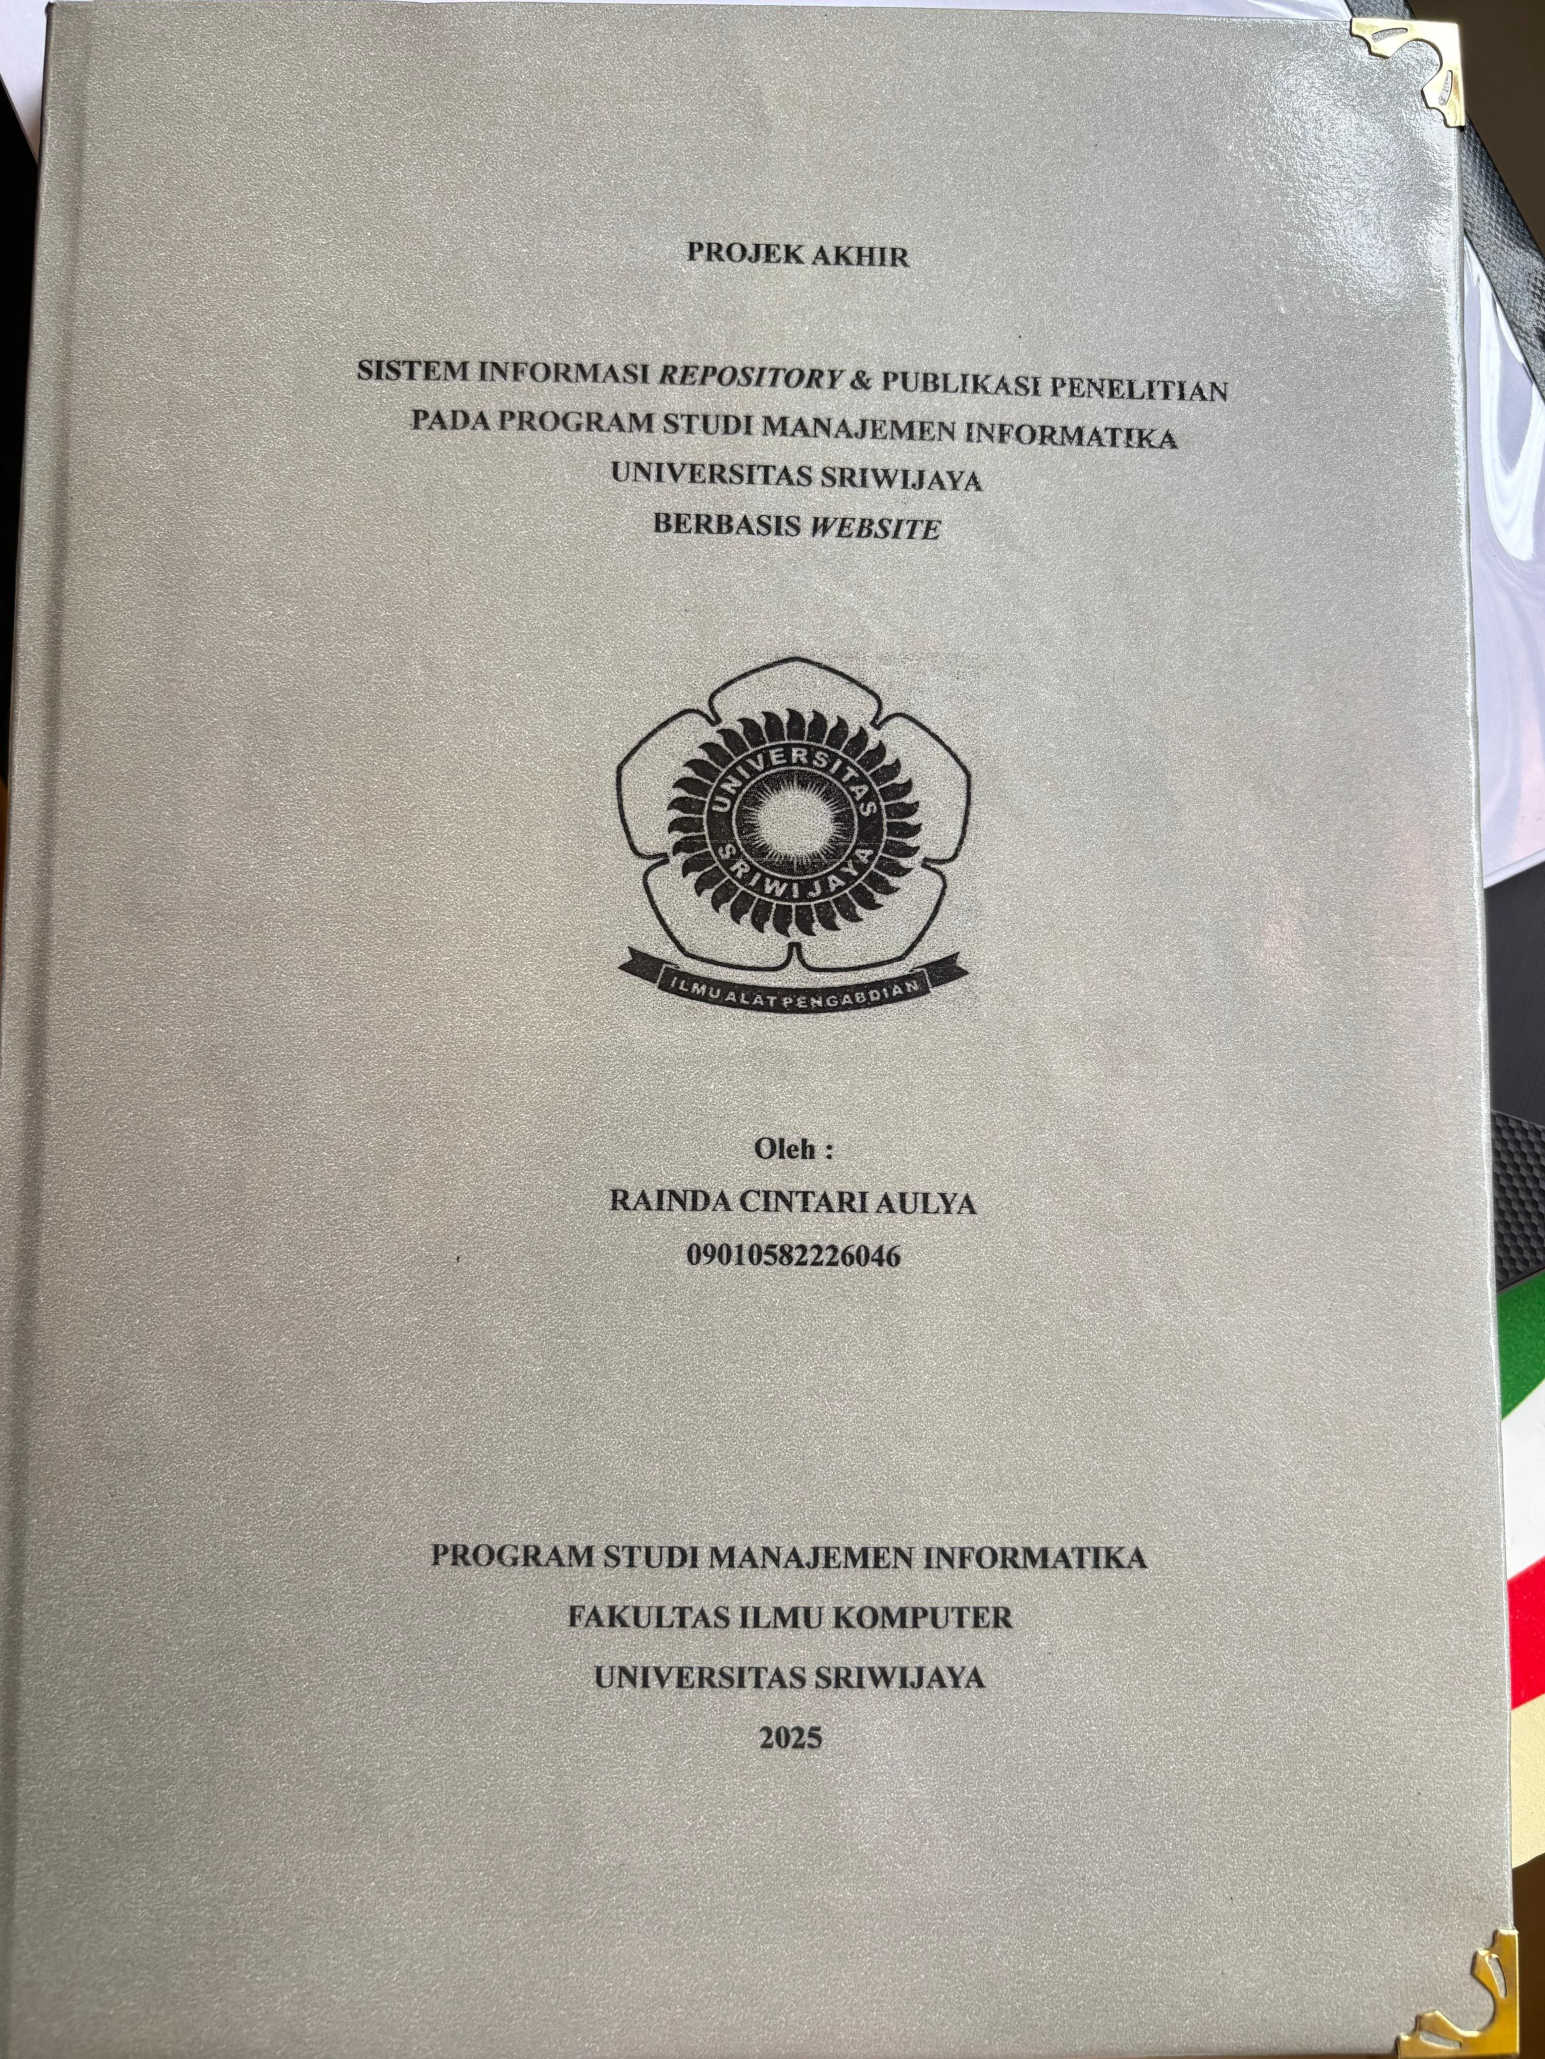 PROJEK AKHIR
SISTEM INFORMASI REPOSITORY & PUBLIKASI PENELITIAN
PADA PROGRAM STUDI MANAJEMEN INFORMATIKA
UNIVERSITAS SRIWIJAYA
BERBASIS WEBSITE
UNIVERSITAS
SRIWIJAYA
ILMU ALAT PENGABDIAN
Oleh :
RAINDA CINTARI AULYA
09010582226046
PROGRAM STUDI MANAJEMEN INFORMATIKA
FAKULTAS ILMU KOMPUTER
UNIVERSITAS SRIWIJAYA
2025